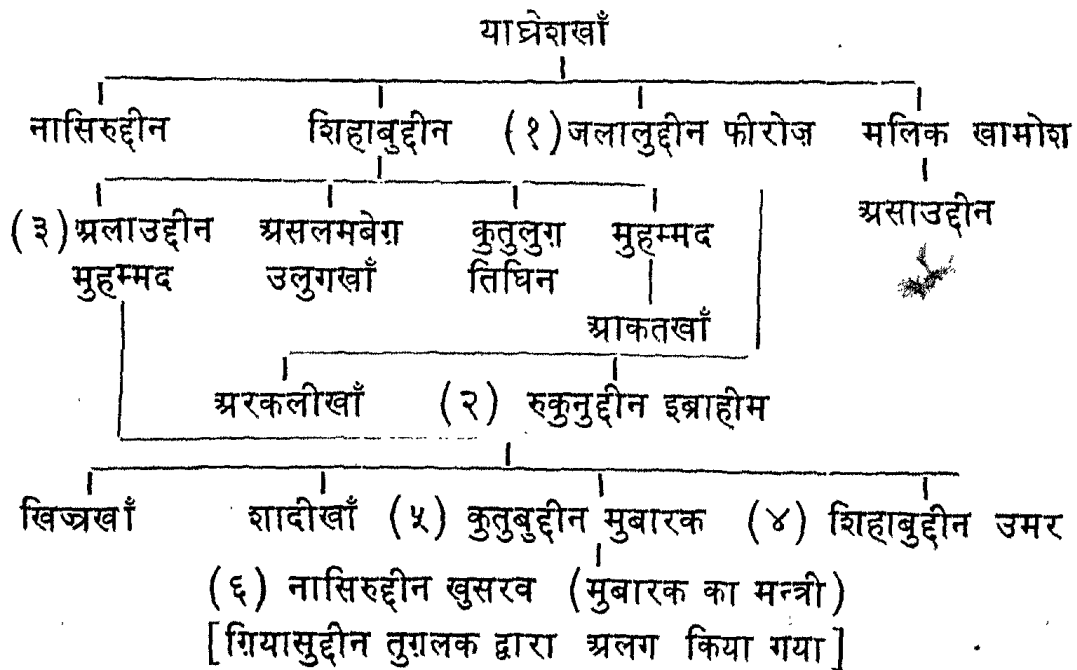 याघ्रेशखाँ
नासिरुद्दीन शिहाबुद्दीन (१) जलालुद्दीन फीरोज़ मलिक खामोश
(३) अलाउद्दीन असलमबेग़ कुतुलुग़ मुहम्मद असाउद्दीन
मुहम्मद उलुगखाँ तिघिन
आकतखाँ
अरकलीखाँ (२) रुकुनुद्दीन इब्राहीम
खिज्रखाँ शादीखाँ (५) कुतुबुद्दीन मुबारक (४) शिहाबुद्दीन उमर
(६) नासिरुद्दीन खुसरव (मुबारक का मन्त्री)
[ग़ियासुद्दीन तुग़लक द्वारा अलग किया गया]